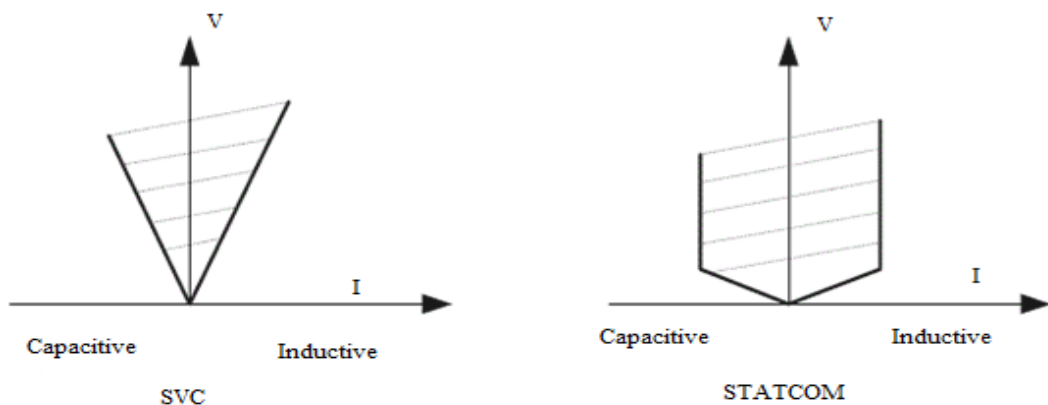 V
I
Capacitive
Inductive
SVC
V
I
Capacitive
Inductive
STATCOM